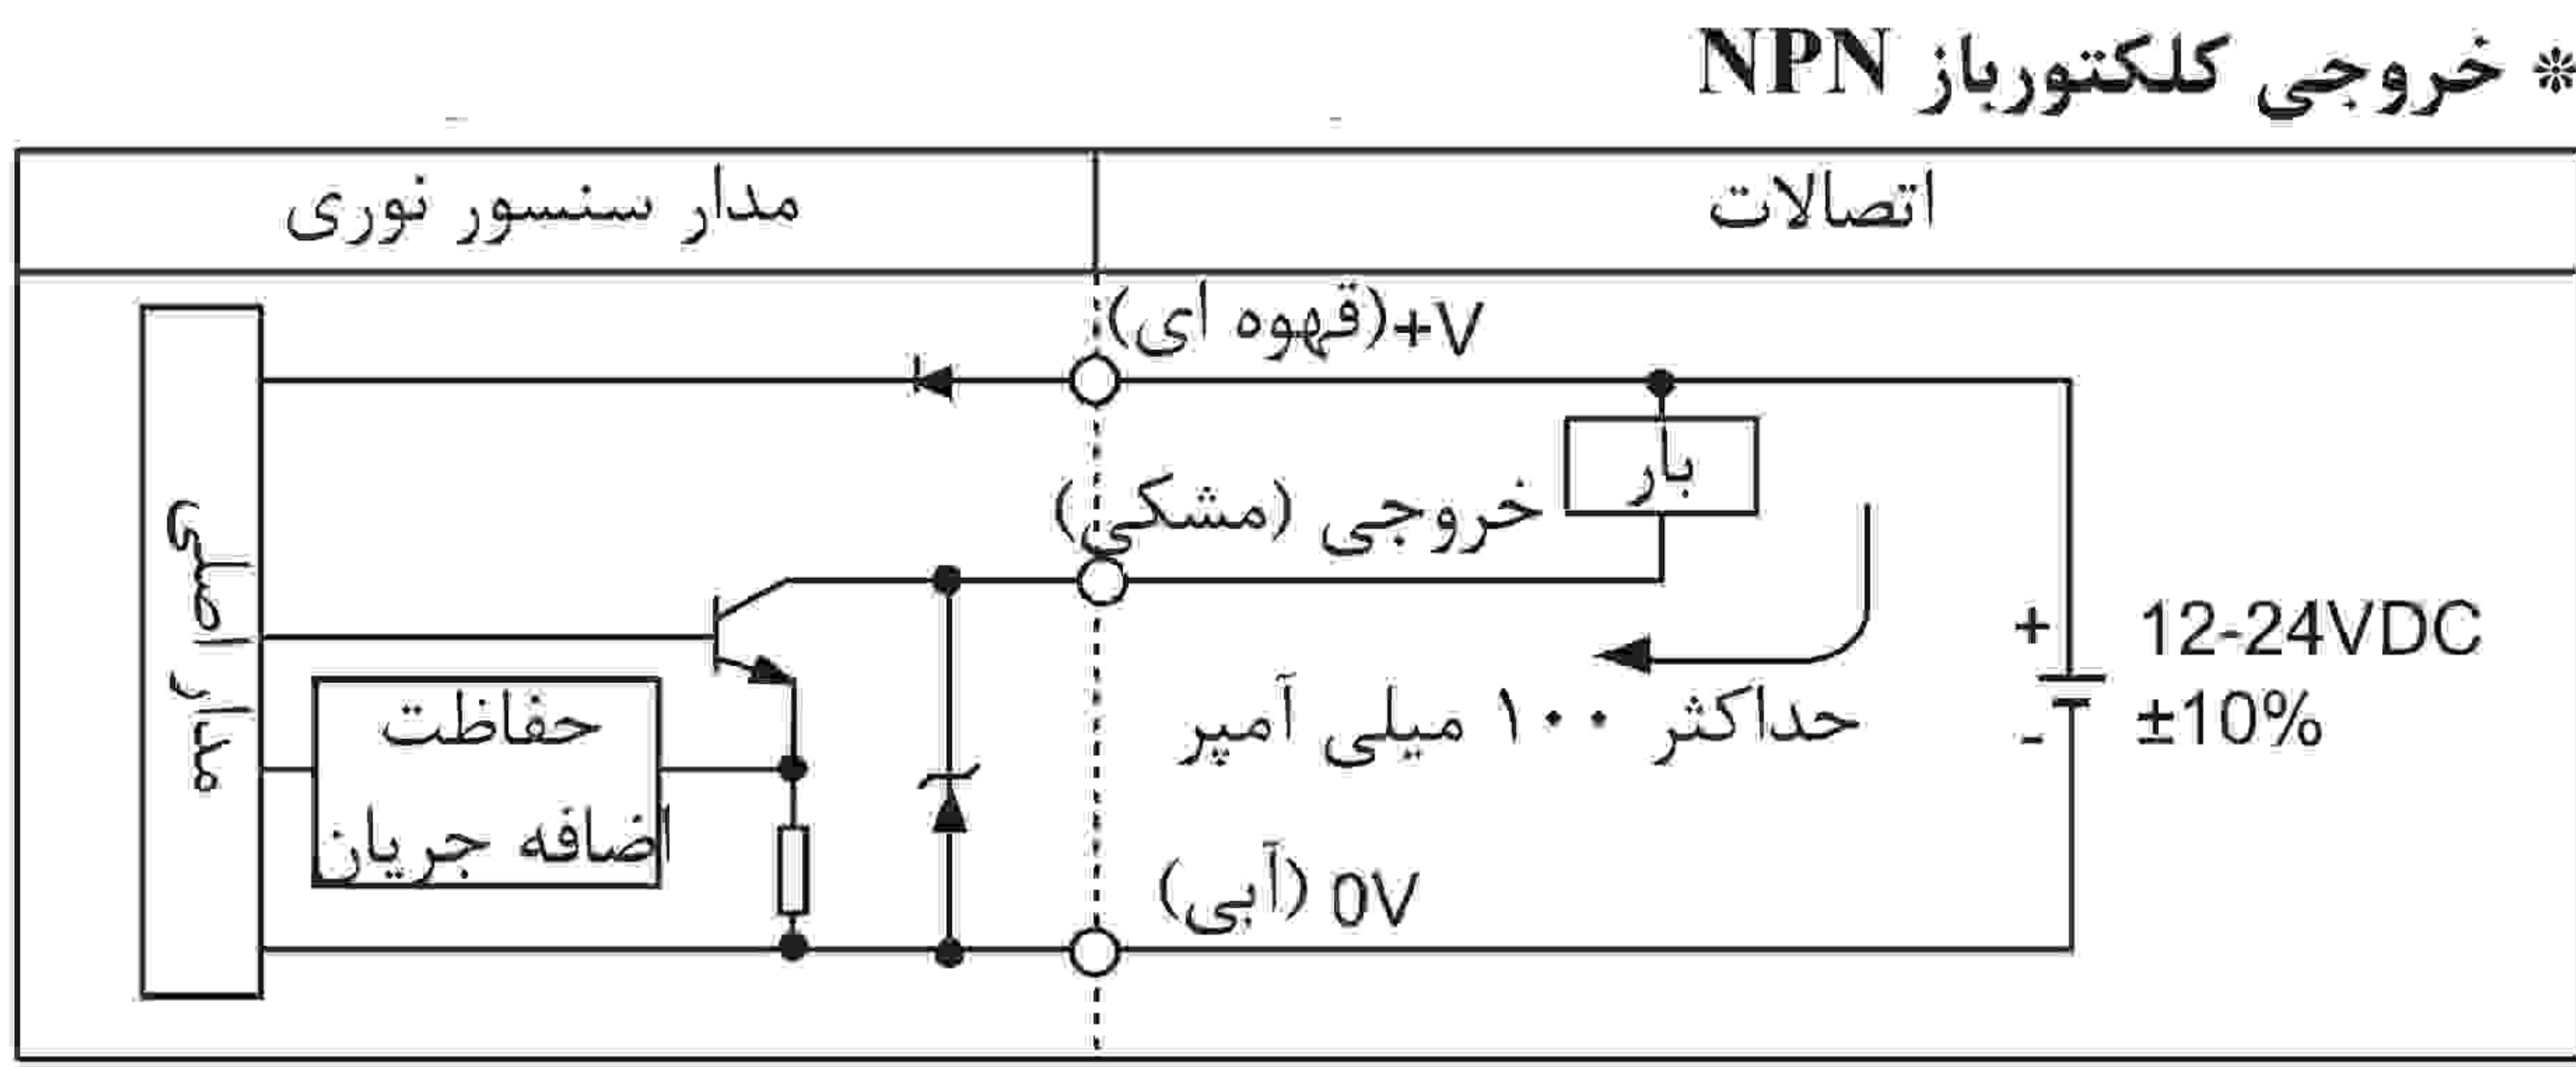 * خروجی کلکتورباز NPN
اتصالات
مدار سنسور نوری
+V(قهوه ای)
بار
خروجی (مشکی)
مدار اصلی
12-24VDC
±10%
+
-
حداکثر ۱۰۰ میلی آمپر
حفاظت
اضافه جریان
0V (آبی)